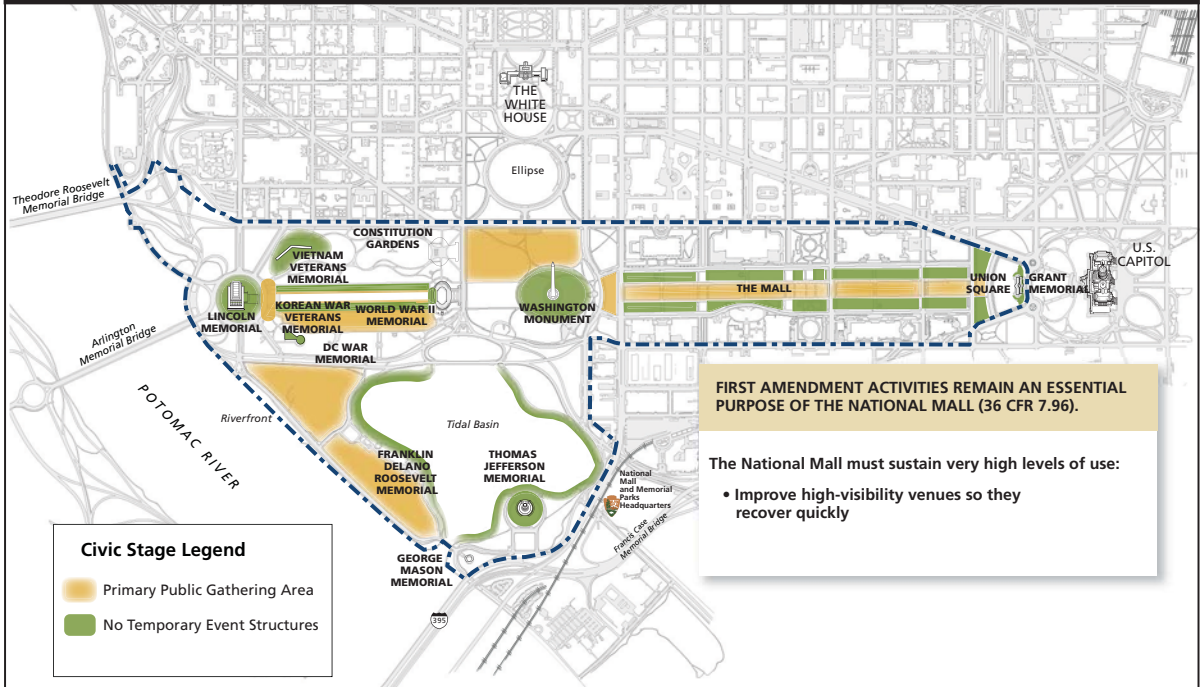 THE
WHITE
HOUSE
Ellipse
Theodore Roosevelt
Memorial Bridge
CONSTITUTION
GARDENS
VIETNAM
VETERANS
MEMORIAL
U.S.
CAPITOL
UNION
SQUARE
GRANT
MEMORIAL
THE MALL
LINCOLN
MEMORIAL
KOREAN WAR
VETERANS
MEMORIAL
WORLD WAR II
MEMORIAL
WASHINGTON
MONUMENT
Arlington
Memorial Bridge
DC WAR
MEMORIAL
POTOMAC RIVER
Riverfront
Tidal Basin
FRANKLIN
DELANO
ROOSEVELT
MEMORIAL
THOMAS
JEFFERSON
MEMORIAL
National
Mall
and Memorial
Parks
Headquarters
Francis Case
Memorial Bridge
GEORGE
MASON
MEMORIAL
395
FIRST AMENDMENT ACTIVITIES REMAIN AN ESSENTIAL
PURPOSE OF THE NATIONAL MALL (36 CFR 7.96).
The National Mall must sustain very high levels of use:
• Improve high-visibility venues so they
recover quickly
Civic Stage Legend
Primary Public Gathering Area
No Temporary Event Structures